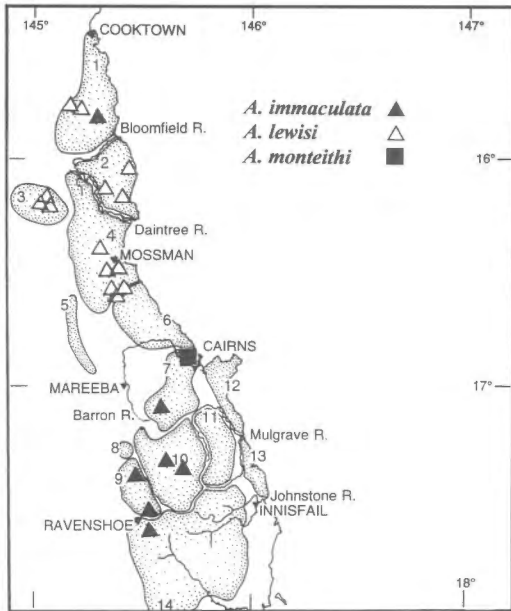 145°
146°
147°
COOKTOWN
1
A. immaculata
Bloomfield R.
A. lewisi
A. monteithi
2
16°
3
Daintree R.
4
MOSSMAN
5
6
CAIRNS
7
MAREEBA
12
17°
Barron R.
11
Mulgrave R.
8
10
13
9
Johnstone R.
INNISFAIL
RAVENSHOE
14
18°